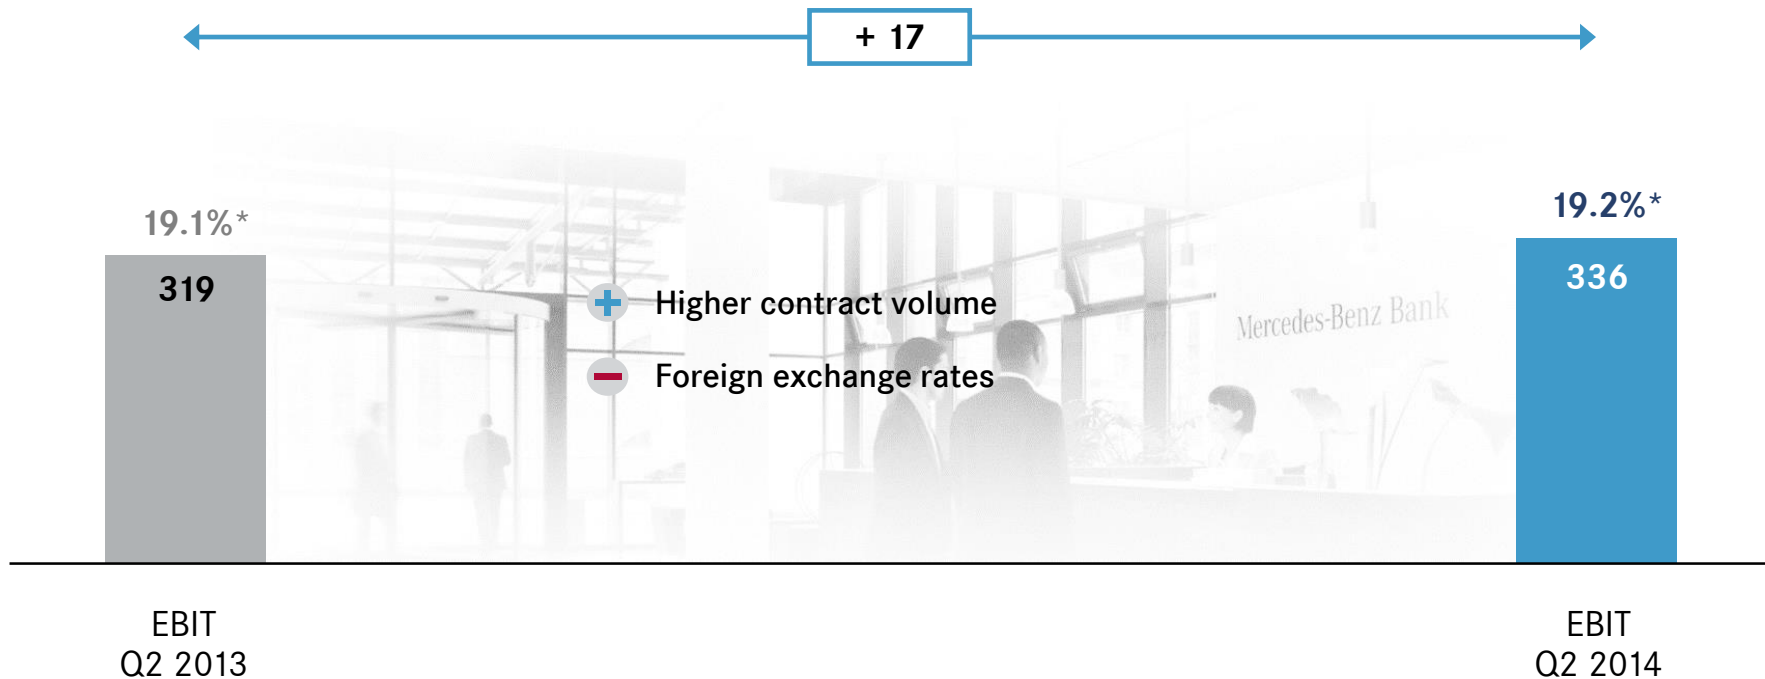 + 17
19.1%*
19.2%*
319
336
Higher contract volume
Mercedes-Benz Bank
Foreign exchange rates
EBIT
Q2 2013
EBIT
Q2 2014